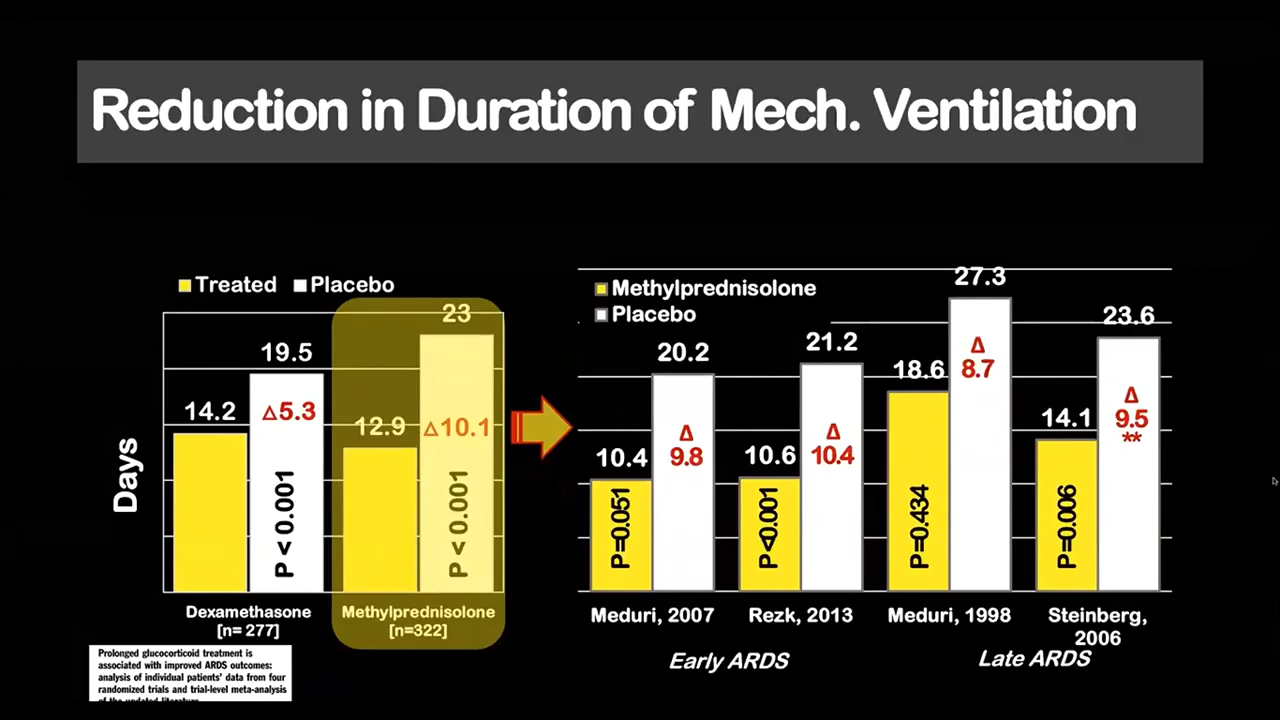 Reduction in Duration of Mech. Ventilation
Treated Placebo
Days
14.2
19.5
Δ5.3
P < 0.001
12.9
23
Δ10.1
P < 0.001
Dexamethasone
[n= 277]
Methylprednisolone
[n=322]
Methylprednisolone
Placebo
10.4
P=0.051
20.2
Δ
9.8
10.6
P<0.001
21.2
Δ
10.4
18.6
P=0.434
27.3
Δ
8.7
14.1
P=0.006
23.6
Δ
9.5
**
Meduri, 2007
Rezk, 2013
Meduri, 1998
Steinberg,
2006
Early ARDS
Late ARDS
Prolonged glucocorticoid treatment is
associated with improved ARDS outcomes:
analysis of individual patients' data from four
randomized trials and trial-level meta-analysis
of the updated literature